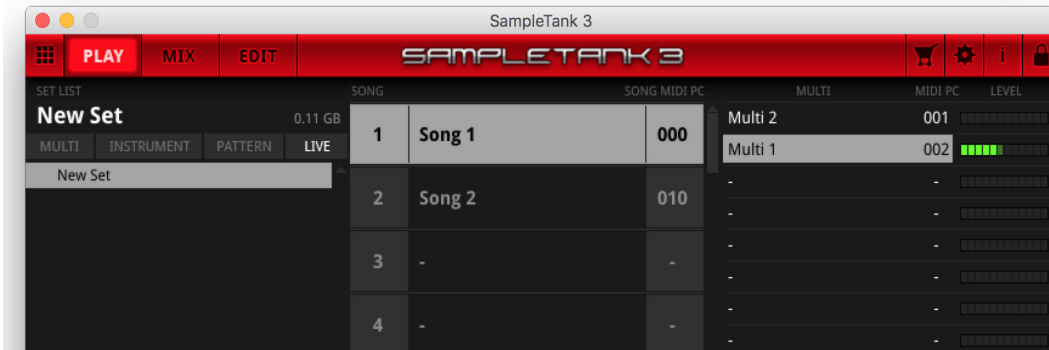 SampleTank 3
PLAY MIX EDIT SAMPLETANK 3 i
SET LIST SONG SONG MIDI PC MULTI MIDI PC LEVEL
New Set 0.11 GB
MULTI INSTRUMENT PATTERN LIVE
New Set
1 Song 1 000
2 Song 2 010
3 - -
4 - -
Multi 2 001
Multi 1 002
- -
- -
- -
- -
- -
- -